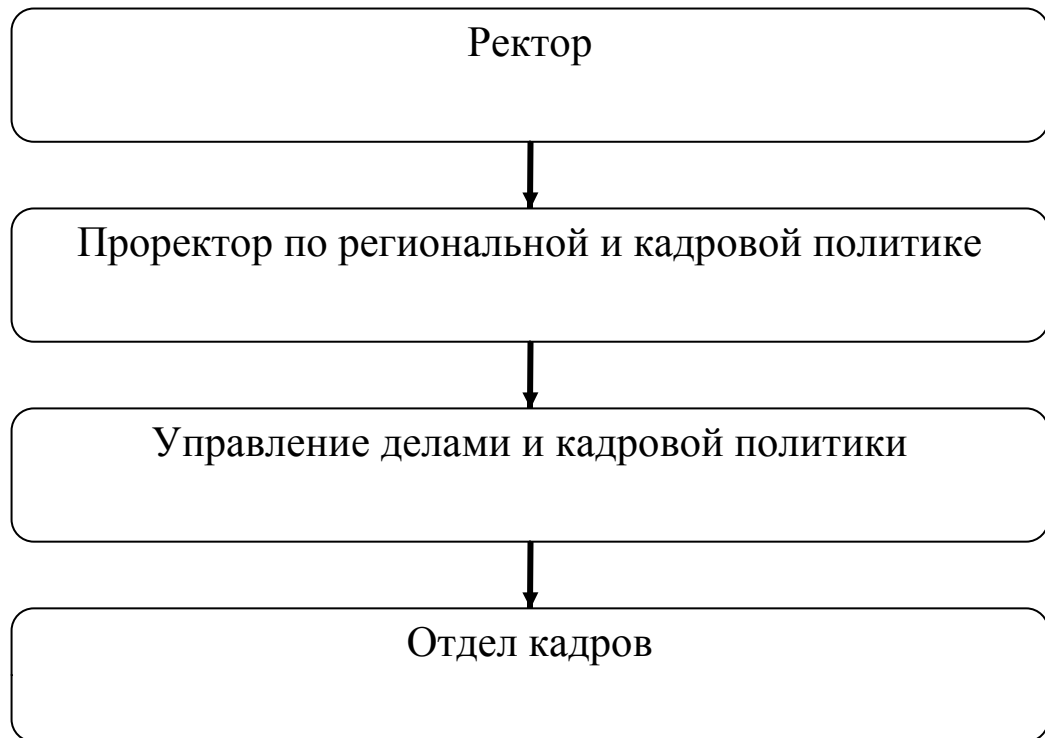 Ректор
Проректор по региональной и кадровой политике
Управление делами и кадровой политики
Отдел кадров